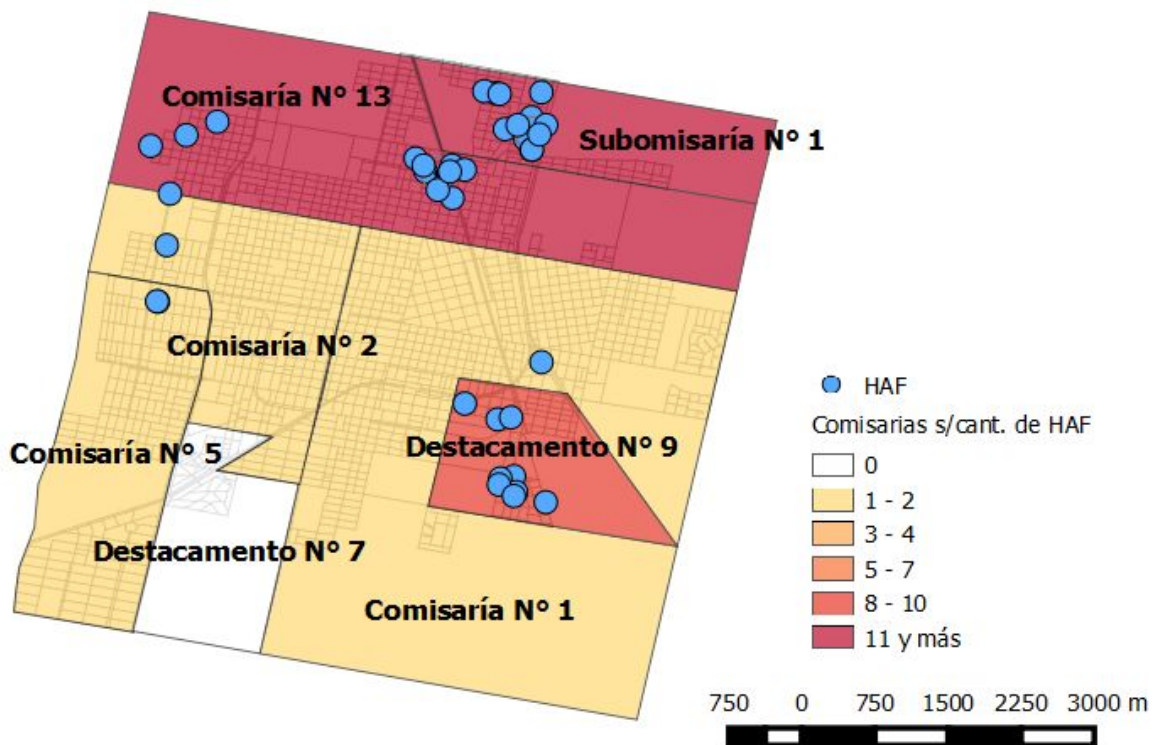 Comisaría N° 13
Subomisaría N° 1
Comisaría N° 2
HAF
Comisarias s/cant. de HAF
Destacamento N° 9
Comisaría N° 5
0
1 - 2
3 - 4
Destacamento N° 7
5 - 7
Comisaría N° 1
8 - 10
11 y más
750 0 750 1500 2250 3000 m